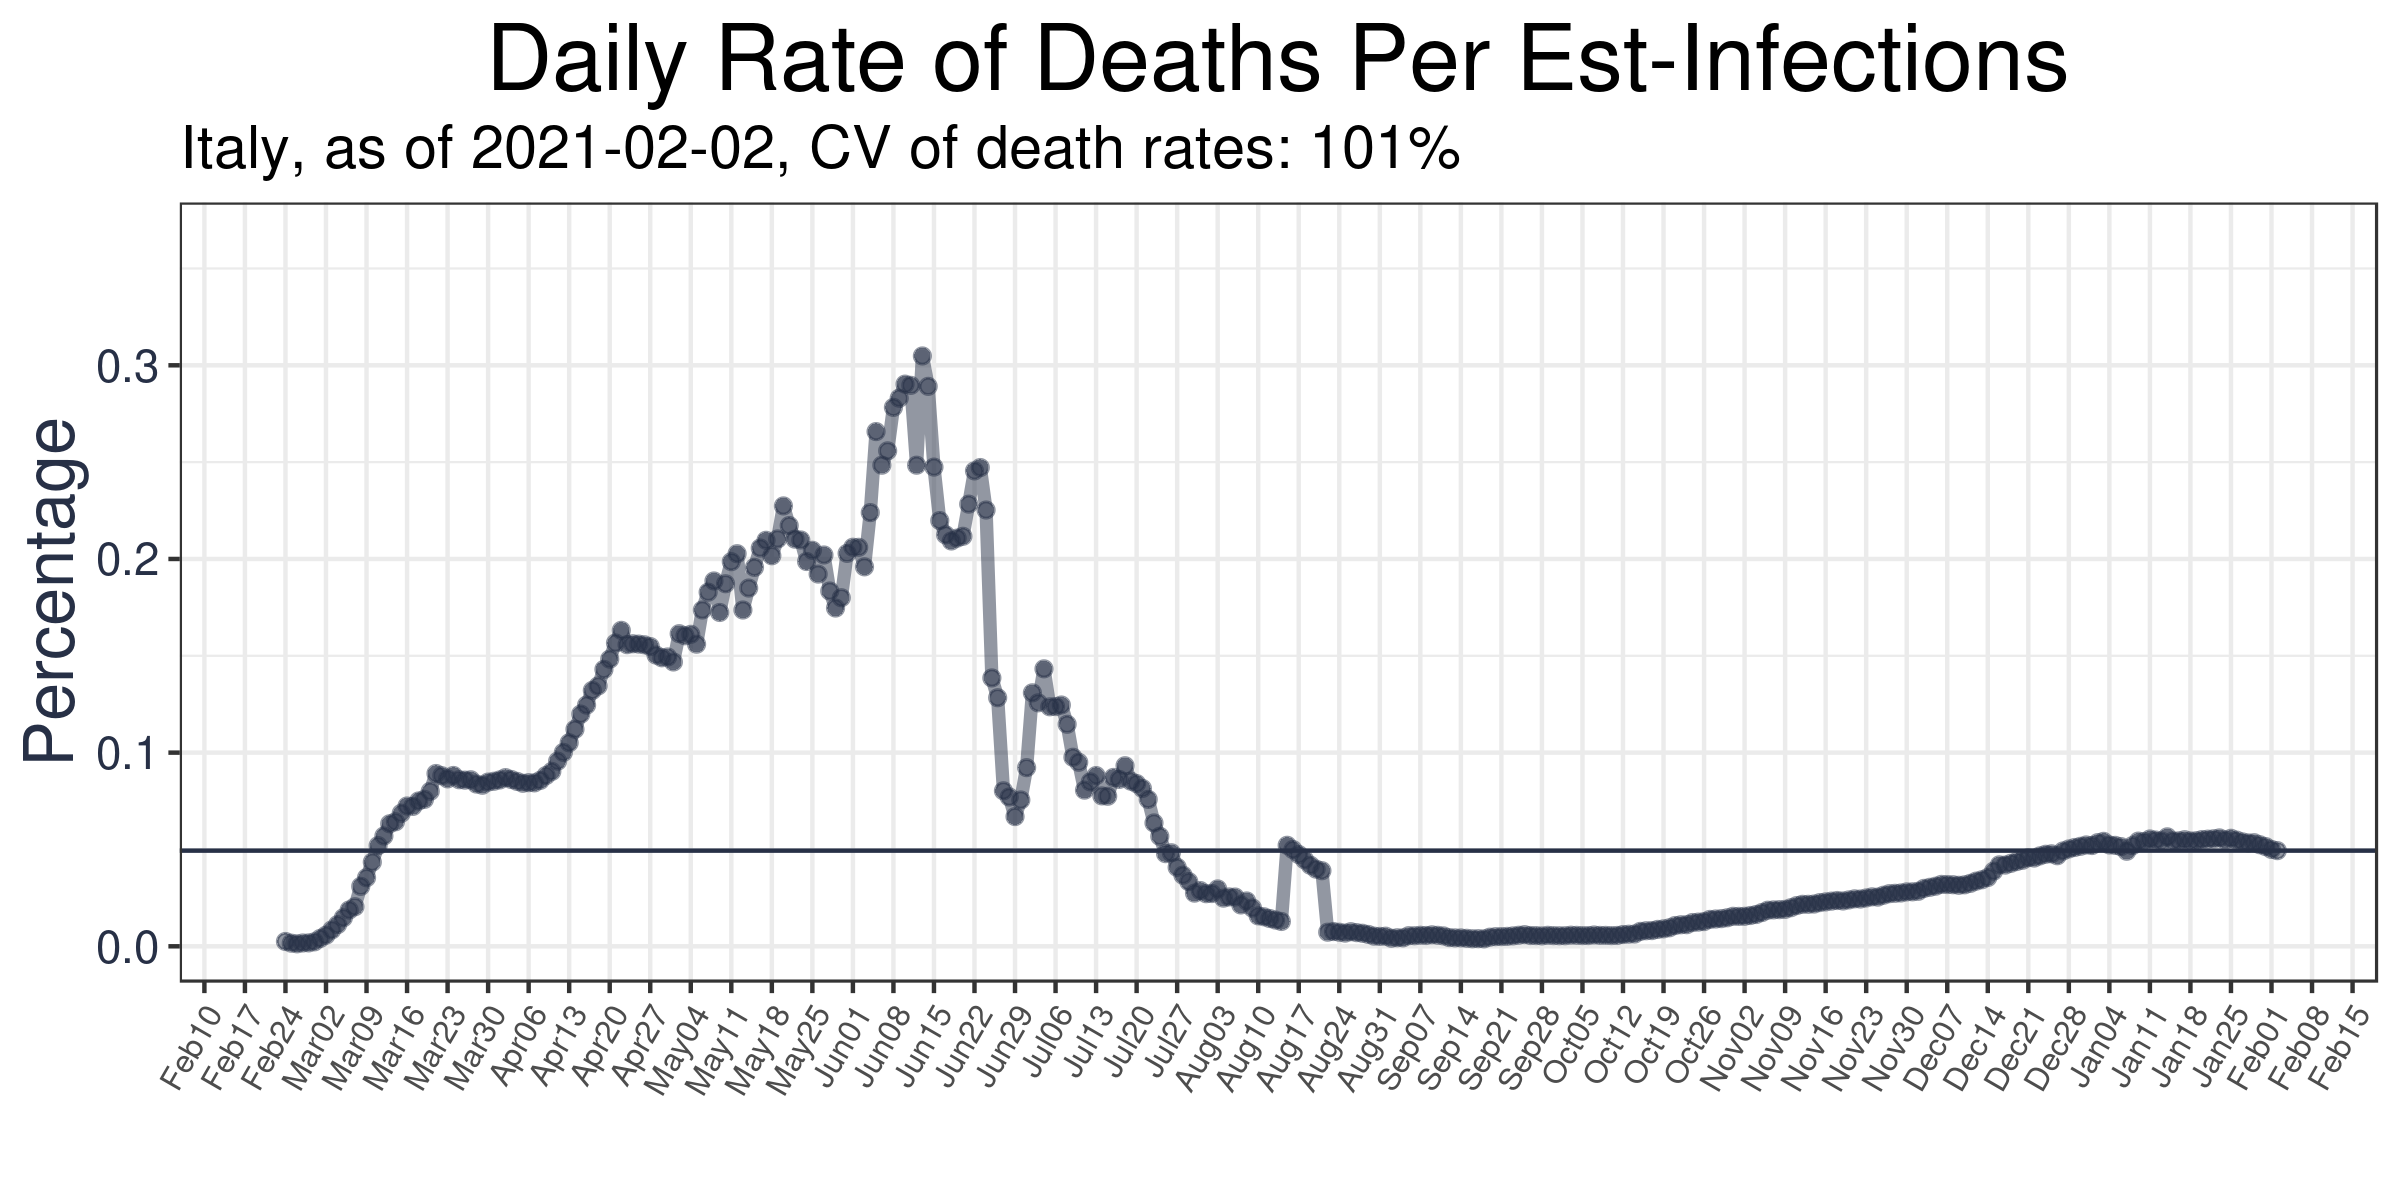 Daily Rate of Deaths Per Est-Infections
Italy, as of 2021-02-02, CV of death rates: 101%
Percentage
0.3
0.2
0.1
0.0
Feb10
Feb17
Feb24
Mar02
Mar09
Mar16
Mar23
Mar30
Apr06
Apr13
Apr20
Apr27
May04
May11
May18
May25
Jun01
Jun08
Jun15
Jun22
Jun29
Jul06
Jul13
Jul20
Jul27
Aug03
Aug10
Aug17
Aug24
Aug31
Sep07
Sep14
Sep21
Sep28
Oct05
Oct12
Oct19
Oct26
Nov02
Nov09
Nov16
Nov23
Nov30
Dec07
Dec14
Dec21
Dec28
Jan04
Jan11
Jan18
Jan25
Feb01
Feb08
Feb15